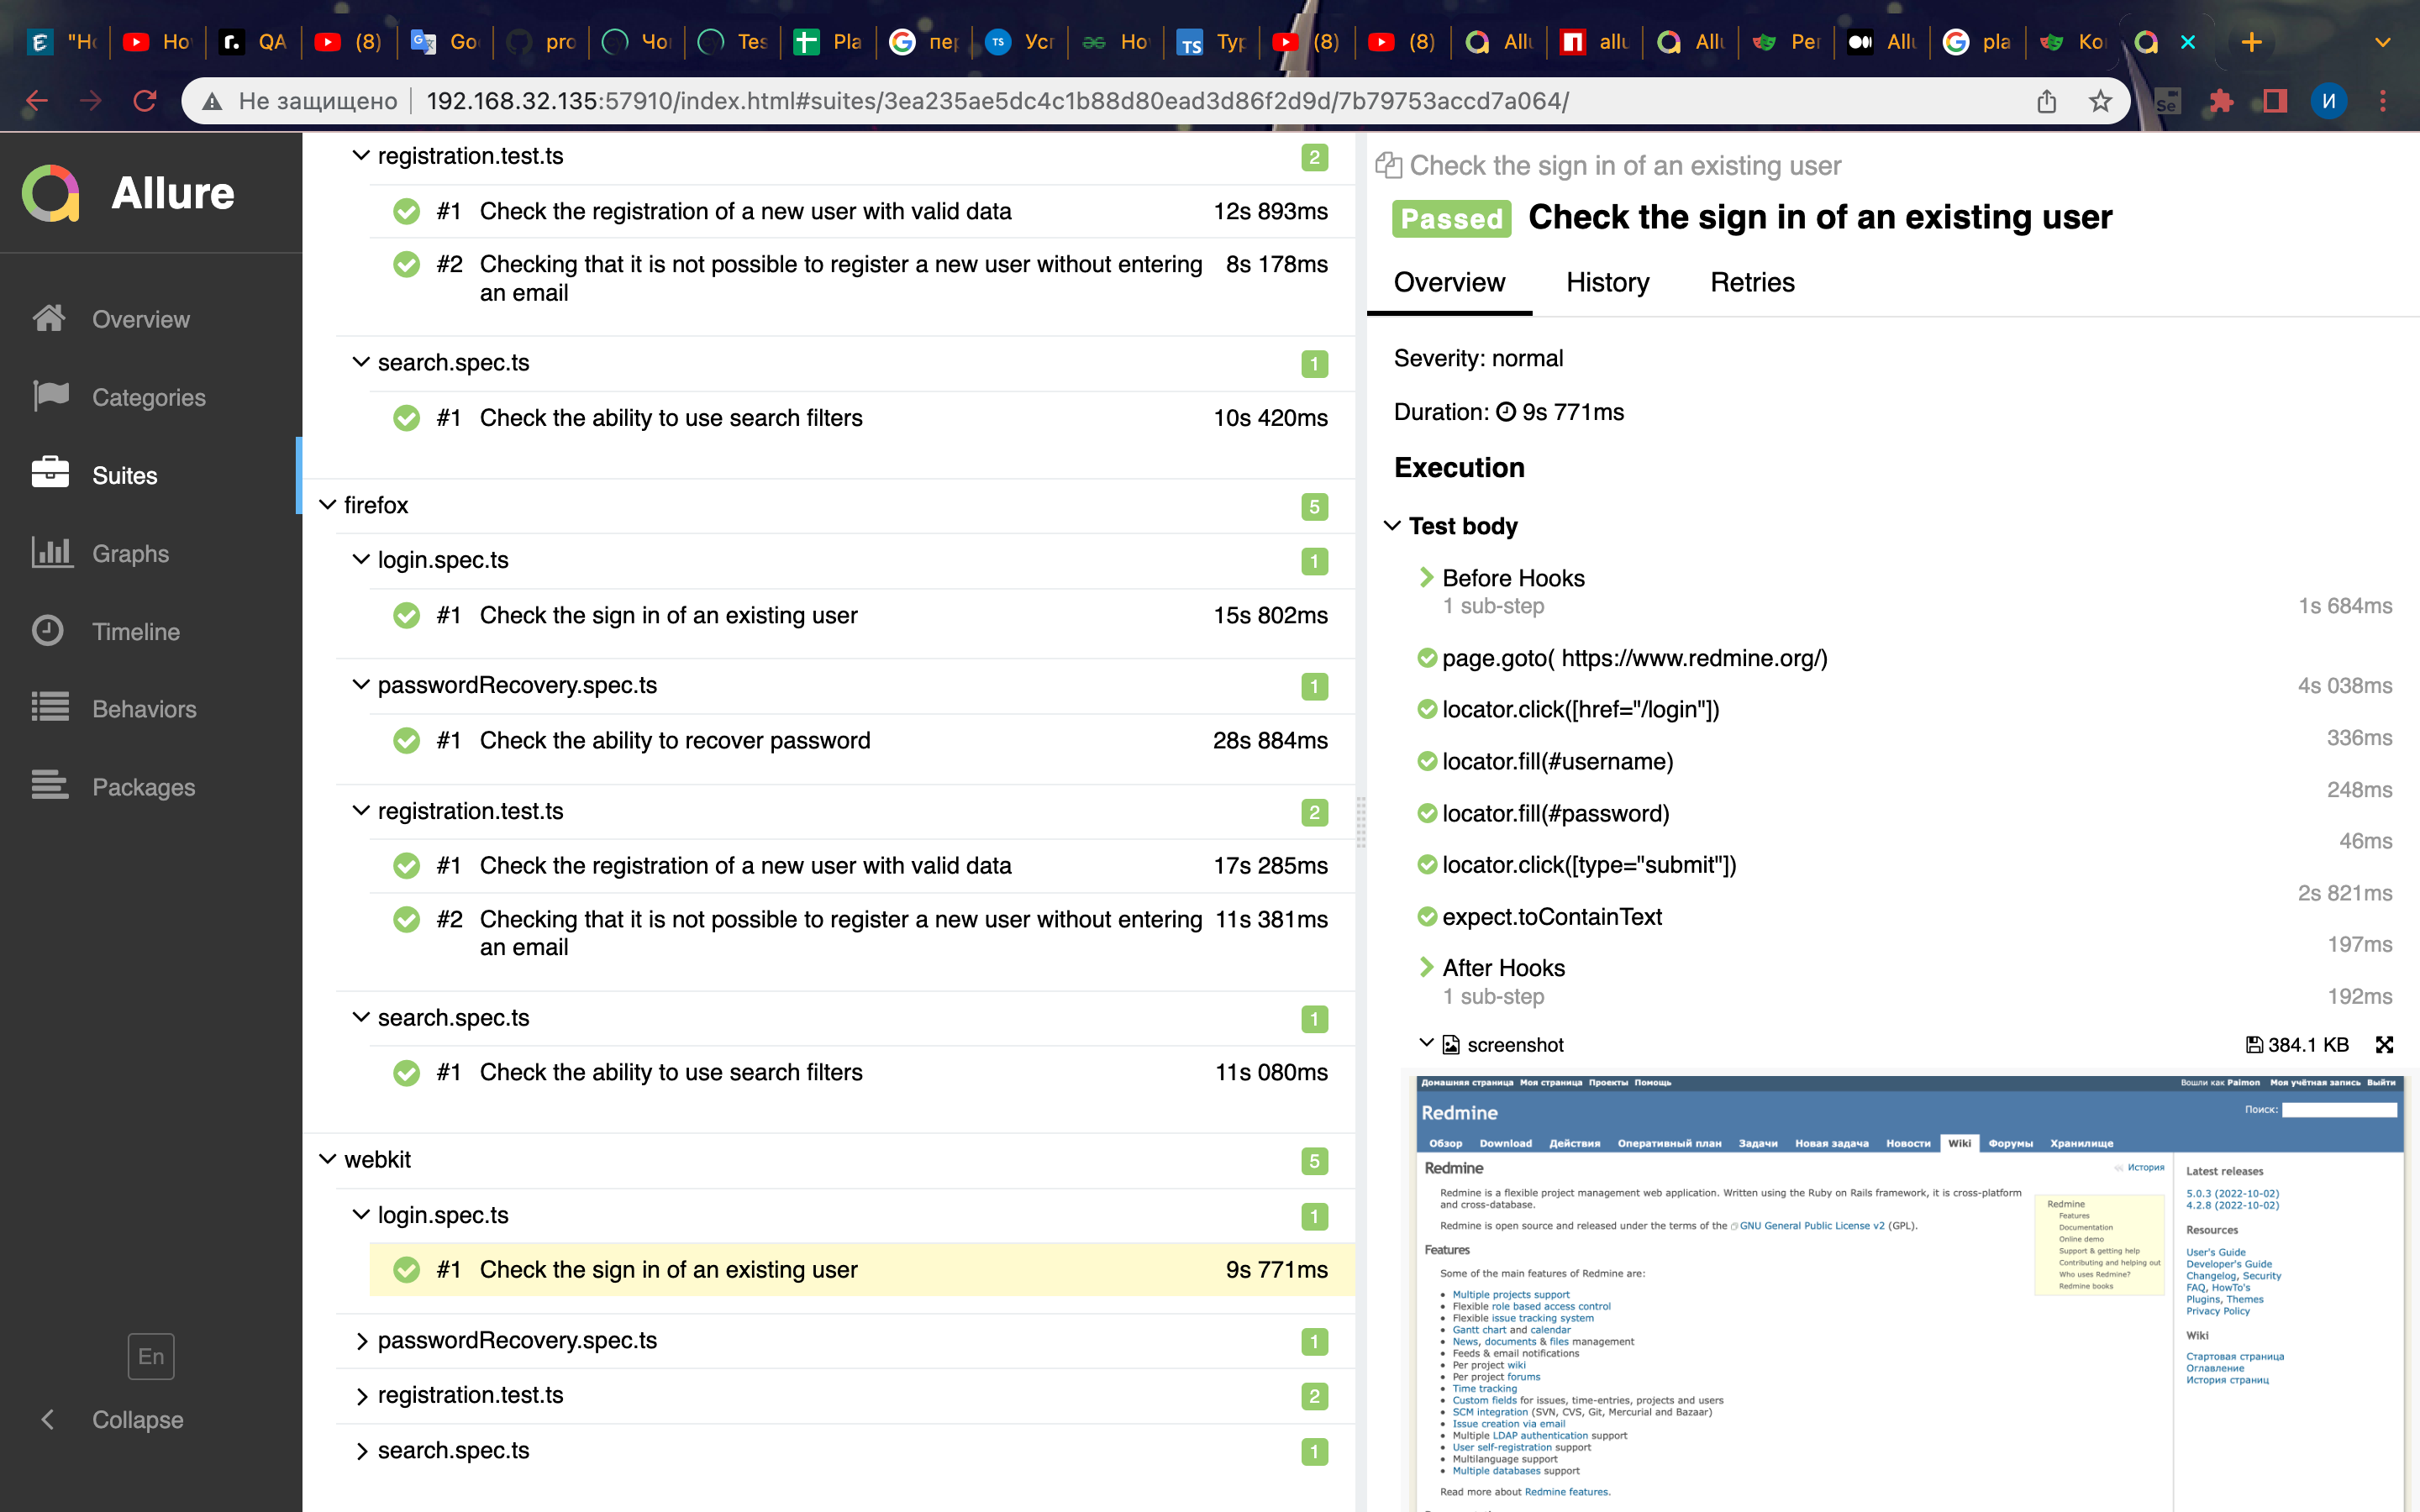 "Но
Но
QA
(8)
Go
pro
Чо
Tes
Pla
пер
Уст
Но
Typ
(8)
(8)
Allu
allu
Allu
Per
Allu
pla
Ко
Не защищено
192.168.32.135:57910/index.html#suites/3ea235ae5dc4c1b88d80ead3d86f2d9d/7b79753accd7a064/
И
Allure
Overview
Categories
Suites
Graphs
Timeline
Behaviors
Packages
En
Collapse
registration.test.ts 2
#1 Check the registration of a new user with valid data 12s 893ms
#2 Checking that it is not possible to register a new user without entering 8s 178ms
an email
search.spec.ts 1
#1 Check the ability to use search filters 10s 420ms
firefox 5
login.spec.ts 1
#1 Check the sign in of an existing user 15s 802ms
passwordRecovery.spec.ts 1
#1 Check the ability to recover password 28s 884ms
registration.test.ts 2
#1 Check the registration of a new user with valid data 17s 285ms
#2 Checking that it is not possible to register a new user without entering 11s 381ms
an email
search.spec.ts 1
#1 Check the ability to use search filters 11s 080ms
webkit 5
login.spec.ts 1
#1 Check the sign in of an existing user 9s 771ms
passwordRecovery.spec.ts 1
registration.test.ts 2
search.spec.ts 1
Check the sign in of an existing user
Passed Check the sign in of an existing user
Overview History Retries
Severity: normal
Duration: 9s 771ms
Execution
Test body
Before Hooks
1 sub-step 1s 684ms
page.goto( https://www.redmine.org/)
4s 038ms
locator.click([href="/login"])
336ms
locator.fill(#username)
248ms
locator.fill(#password)
46ms
locator.click([type="submit"])
2s 821ms
expect.toContainText
197ms
After Hooks
1 sub-step 192ms
screenshot 384.1 KB
Домашняя страница Моя страница Проекты Помощь Вошли как Paimon Моя учётная запись Выйти
Redmine Поиск:
Обзор Download Действия Оперативный план Задачи Новая задача Новости Wiki Форумы Хранилище
Redmine
История
Redmine is a flexible project management web application. Written using the Ruby on Rails framework, it is cross-platform
and cross-database.
Redmine is open source and released under the terms of the GNU General Public License v2 (GPL).
Features
Some of the main features of Redmine are:
Multiple projects support
Flexible role based access control
Flexible issue tracking system
Gantt chart and calendar
News, documents & files management
Feeds & email notifications
Per project wiki
Per project forums
Time tracking
Custom fields for issues, time-entries, projects and users
SCM integration (SVN, CVS, Git, Mercurial and Bazaar)
Issue creation via email
Multiple LDAP authentication support
User self-registration support
Multilanguage support
Multiple databases support
Read more about Redmine features.
Redmine
Features
Documentation
Online demo
Support & getting help
Contributing and helping out
Who uses Redmine?
Redmine books
Latest releases
5.0.3 (2022-10-02)
4.2.8 (2022-10-02)
Resources
User's Guide
Developer's Guide
Changelog, Security
FAQ, HowTo's
Plugins, Themes
Privacy Policy
Wiki
Стартовая страница
Оглавление
История страниц